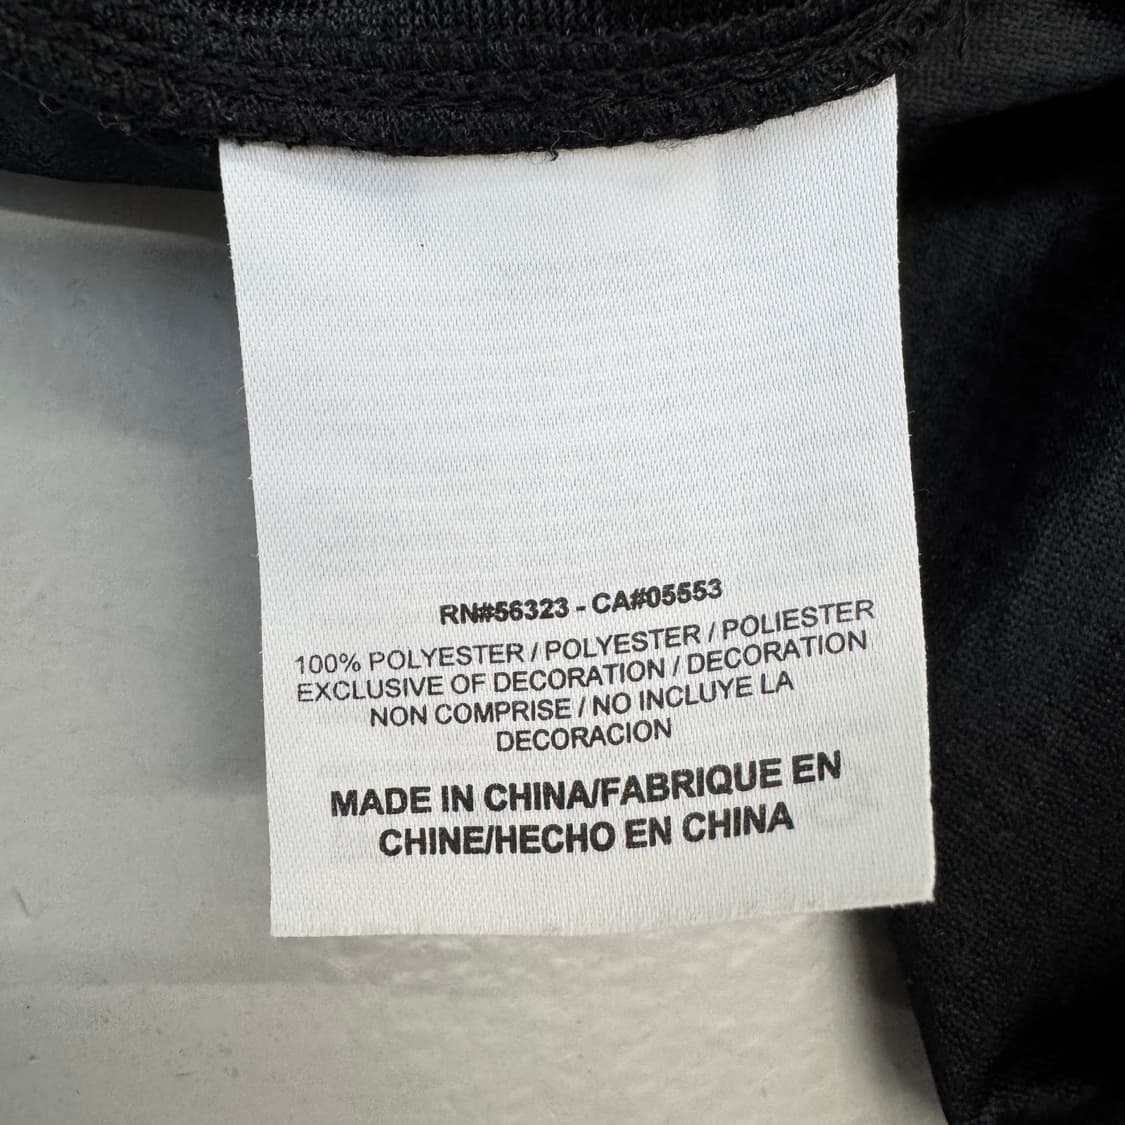 RN#56323 - CA#05553
100% POLYESTER / POLYESTER / POLIESTER
EXCLUSIVE OF DECORATION / DECORATION
NON COMPRISE / NO INCLUYE LA
DECORACION
MADE IN CHINA/FABRIQUE EN
CHINE/HECHO EN CHINA